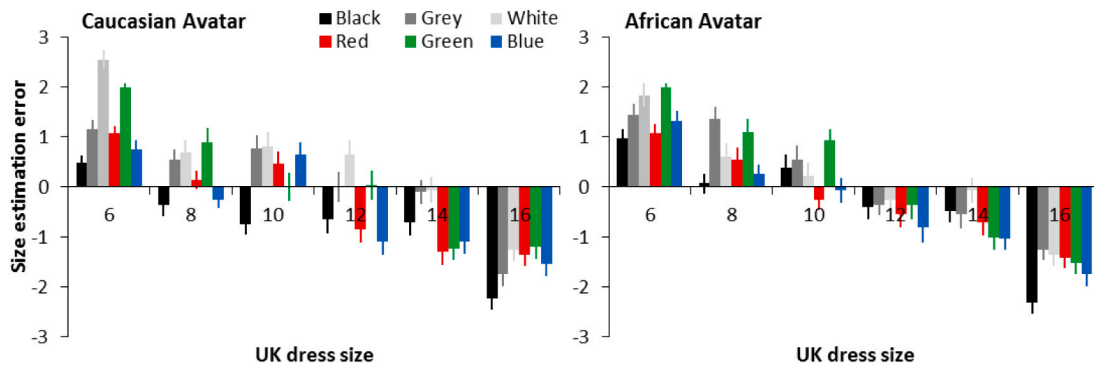 Caucasian Avatar
Black Grey White
Red Green Blue
African Avatar
Size estimation error
3
2
1
0
-1
-2
-3
6 8 10 12 14 16
UK dress size
3
2
1
0
-1
-2
-3
6 8 10 12 14 16
UK dress size